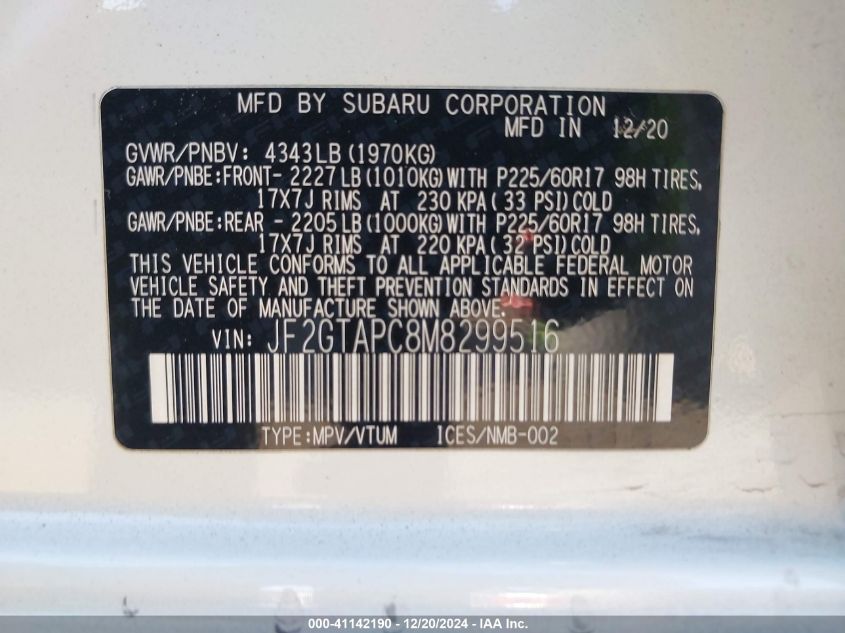 MFD BY SUBARU CORPORATION
MFD IN 12/20
GVWR/PNBV: 4343LB (1970KG)
GAWR/PNBE:FRONT- 2227 LB (1010KG) WITH P225/60R17 98H TIRES,
17X7J RIMS AT 230 KPA( 33 PSI) COLD
GAWR/PNBE:REAR - 2205 LB (1000KG) WITH P225/60R17 98H TIRES,
17X7J RIMS AT 220 KPA( 32 PSI) COLD
THIS VEHICLE CONFORMS TO ALL APPLICABLE FEDERAL MOTOR
VEHICLE SAFETY AND THEFT PREVENTION STANDARDS IN EFFECT ON
THE DATE OF MANUFACTURE SHOWN ABOVE.
VIN: JF2GTAPC8M8299516
TYPE:MPV/VTUM ICES/NMB-002
000-41142190 - 12/20/2024 - IAA Inc.